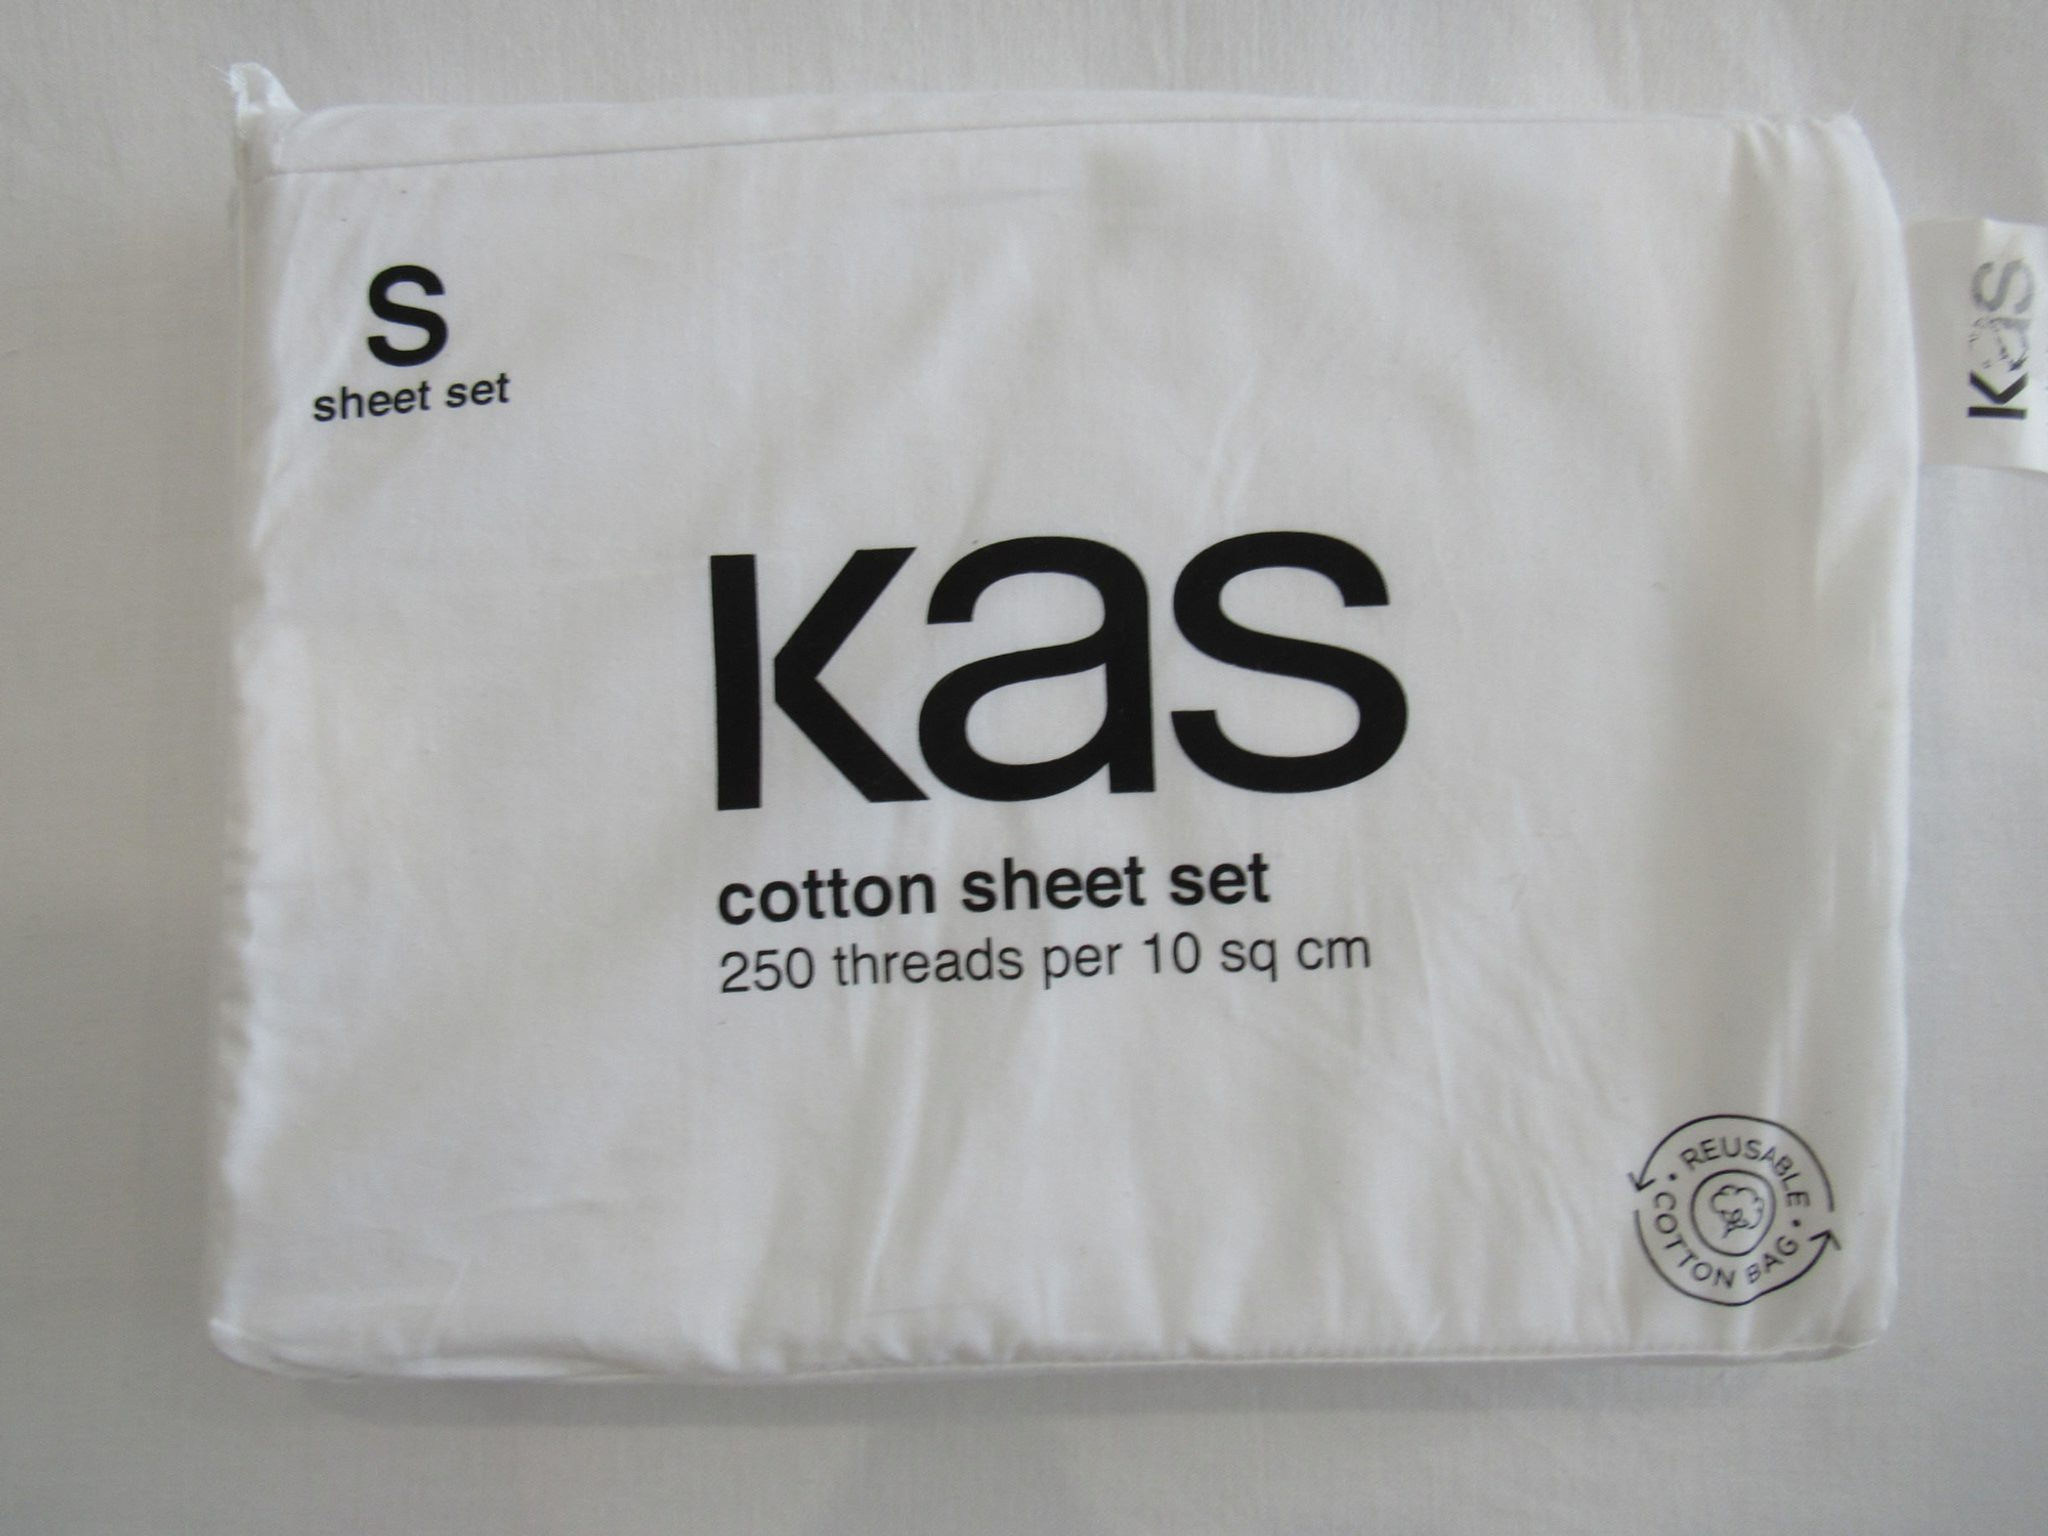 S
sheet set
kas
kas
cotton sheet set
250 threads per 10 sq cm
REUSABLE
COTTON BAG